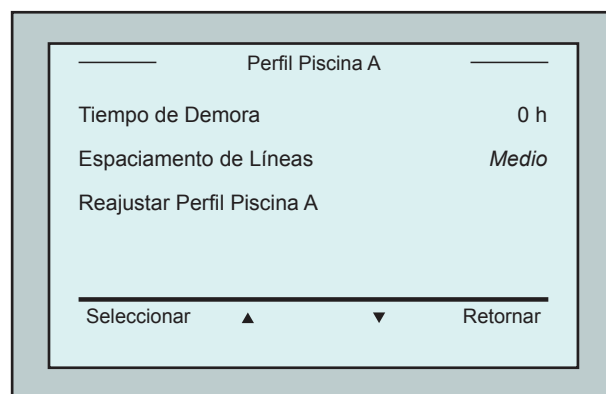 Perfil Piscina A
Tiempo de Demora 0 h
Espaciamento de Líneas Medio
Reajustar Perfil Piscina A
Seleccionar ▲ ▼ Retornar